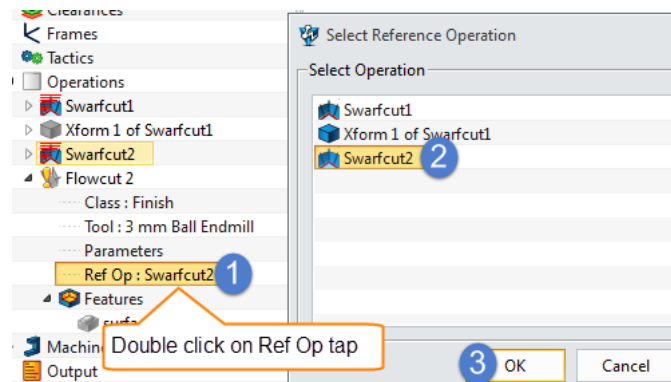 Clearances
Frames
Tactics
Operations
Swarfcut1
Xform 1 of Swarfcut1
Swarfcut2
Flowcut 2
Class : Finish
Tool : 3 mm Ball Endmill
Parameters
Ref Op : Swarfcut2 1
Features
Machin
Output
Double click on Ref Op tap
Select Reference Operation
Select Operation
Swarfcut1
Xform 1 of Swarfcut1
Swarfcut2 2
3 OK Cancel